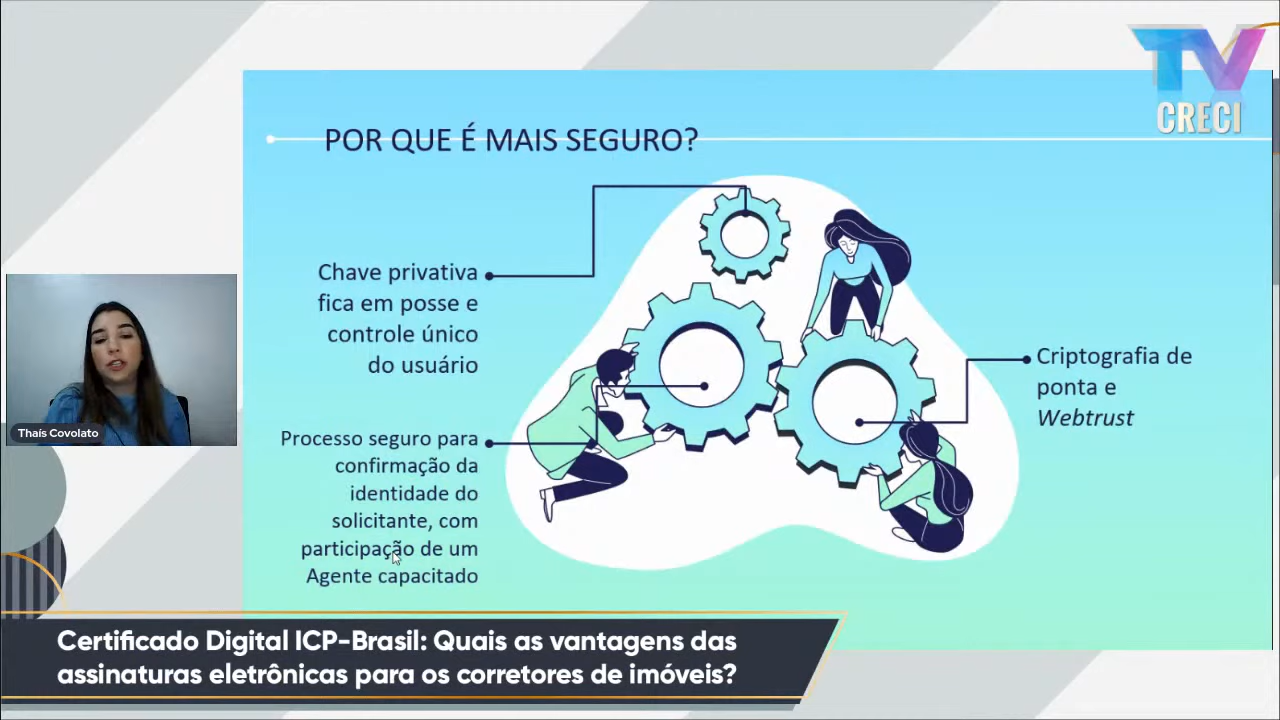 TV
CRECI
POR QUE É MAIS SEGURO?
Chave privativa
fica em posse e
controle único
do usuário
Processo seguro para
confirmação da
identidade do
solicitante, com
participação de um
Agente capacitado
Criptografia de
ponta e
Webtrust
Thaís Covolato
Certificado Digital ICP-Brasil: Quais as vantagens das
assinaturas eletrônicas para os corretores de imóveis?